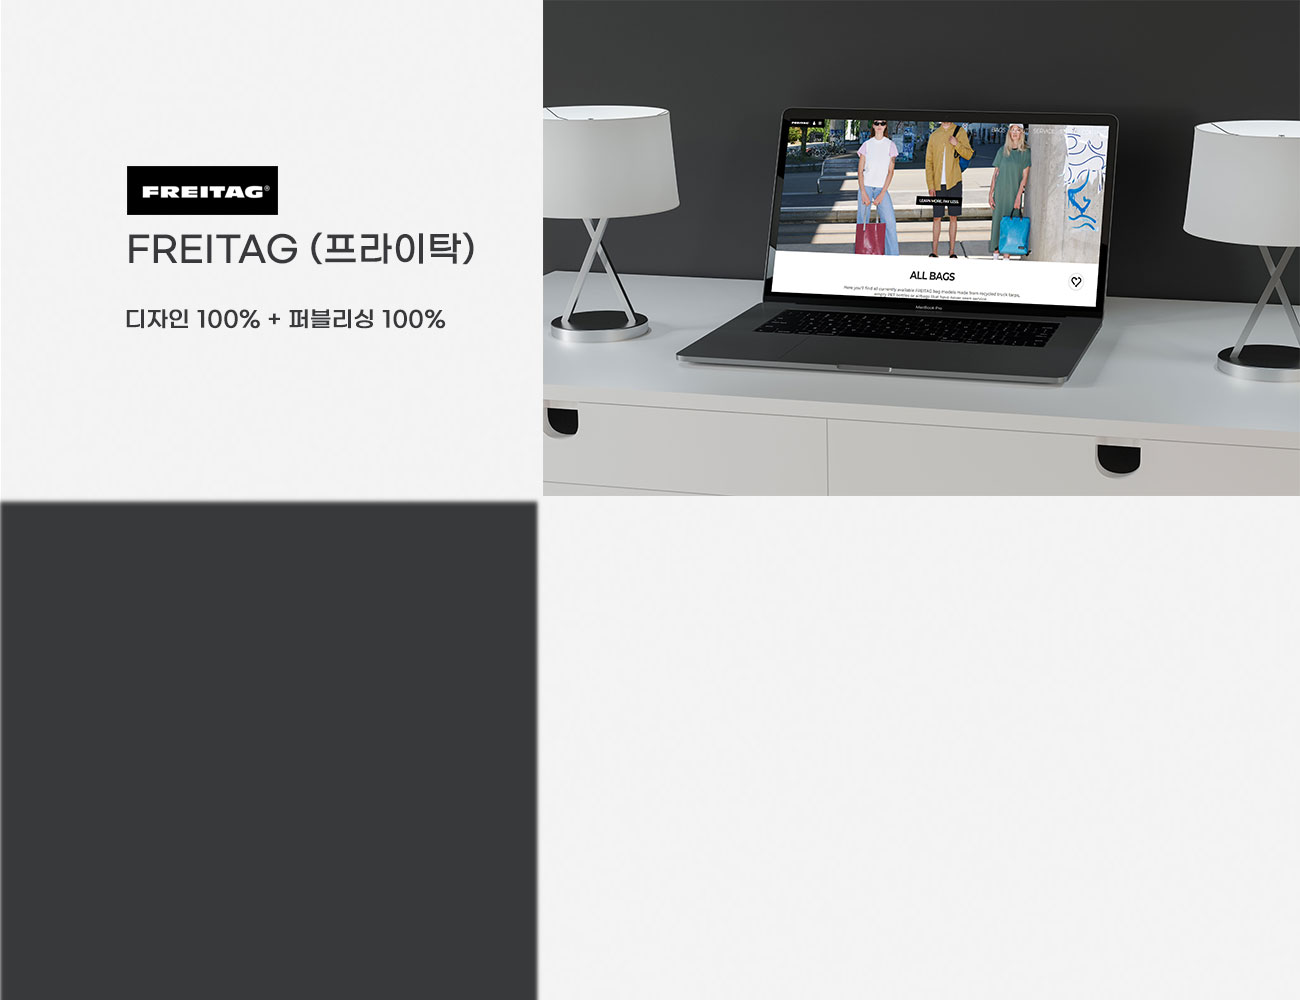 FREITAG®
FREITAG (프라이탁)
디자인 100% + 퍼블리싱 100%
FREITAG
BAGS
SERVICE
LEARN MORE, PAY LESS.
ALL BAGS
Here you'll find all currently available FREITAG bag models made from recycled truck tarps,
empty PET bottles or airbags that have never seen service.
MacBook Pro